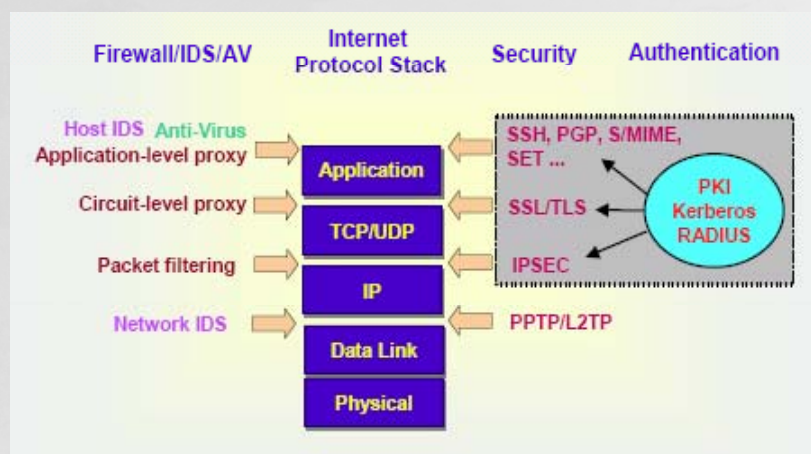 Firewall/IDS/AV
Internet
Protocol Stack
Security
Authentication
Host IDS Anti-Virus
Application-level proxy
Circuit-level proxy
Packet filtering
Network IDS
Application
TCP/UDP
IP
Data Link
Physical
SSH, PGP, S/MIME,
SET ...
SSL/TLS
IPSEC
PPTP/L2TP
PKI
Kerberos
RADIUS